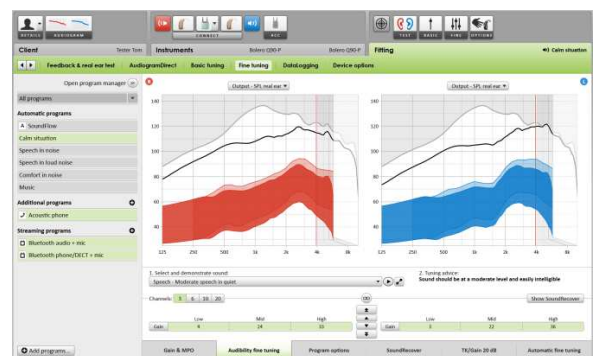 DETAILS AUDIOGRAM CONNECT ACC TEST BASIC FINE OPTIONS
Client Tester Tom Instruments Bolero Q90-P Bolero Q90-P Fitting Calm situation
Feedback & real ear test AudiogramDirect Basic tuning Fine tuning DataLogging Device options
Open program manager
All programs
Automatic programs
A SoundFlow
Calm situation
Speech in noise
Speech in loud noise
Comfort in noise
Music
Additional programs
Acoustic phone
Streaming programs
Bluetooth audio + mic
Bluetooth phone/DECT + mic
Add programs...
Output - SPL real ear
140
120
100
80
60
40
125 250 500 1k 2k 4k 8k
Output - SPL real ear
140
120
100
80
60
40
125 250 500 1k 2k 4k 8k
1. Select and demonstrate sound
Speech - Moderate speech in quiet
2. Tuning advice:
Sound should be at a moderate level and easily intelligible
Channels: 3 6 10 20
Show SoundRecover
Low Mid High
Gain 24
Low Mid High
Gain 22 36
Gain & MPO Audibility fine tuning Program options SoundRecover TK/Gain 20 dB Automatic fine tuning